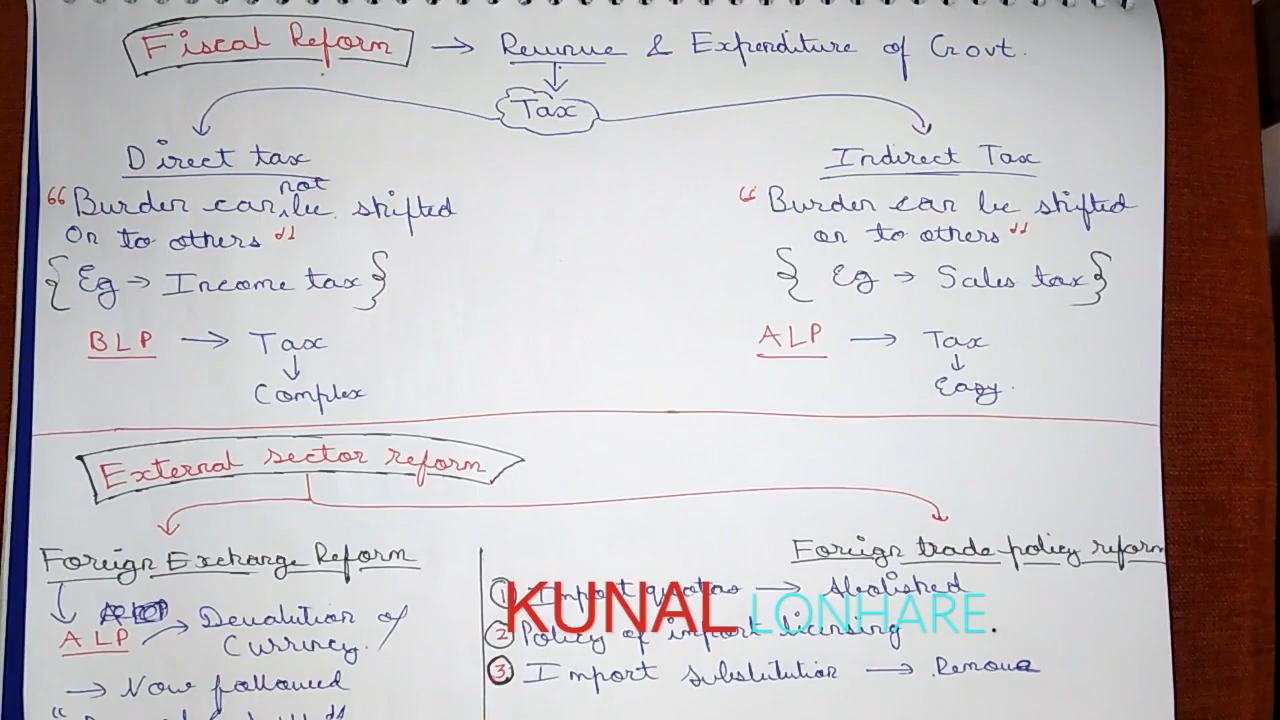 Fiscal Reform → Revenue & Expenditure of Govt.
Tax
Direct tax
"Burden can not be shifted
on to others"
{Eg → Income tax}
BLP → Tax
Complex
Indirect Tax
"Burden can be shifted
on to others"
{Eg → Sales tax}
ALP → Tax
Easy.
External sector reform
Foreign Exchange Reform
ALP → Devalution of
Currency.
→ Now followed
Foreign trade policy reform
① Import quotas → Abolished
② Policy of import licensing
③ Import substitution → Remove
KUNAL LONHARE.